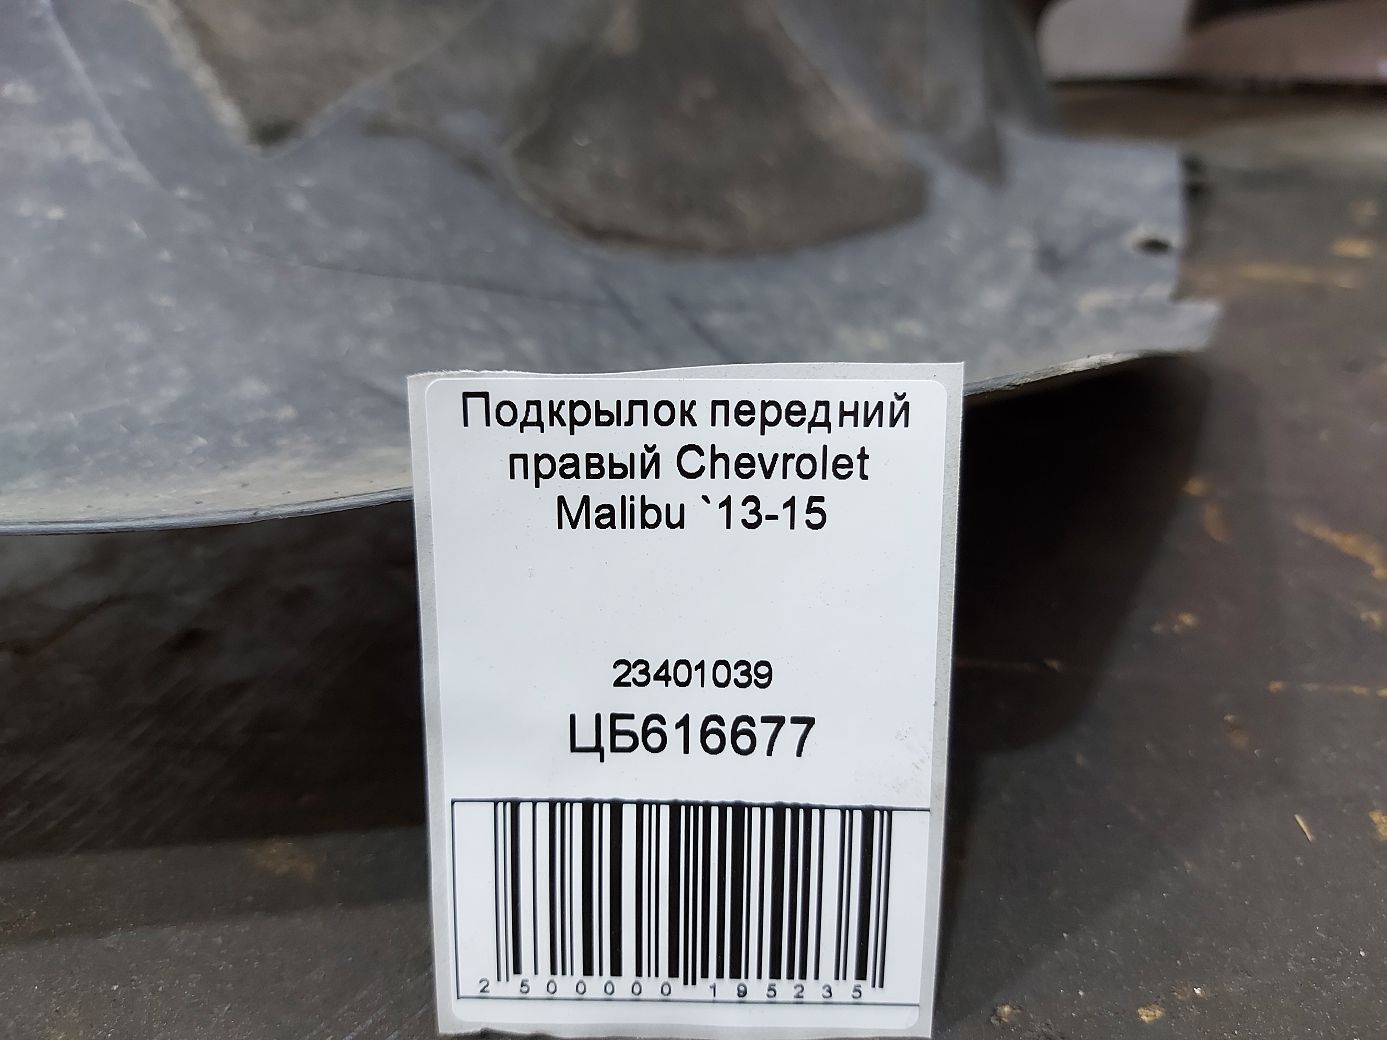 Подкрылок передний
правый Chevrolet
Malibu `13-15
23401039
ЦБ616677
2 500000 195235